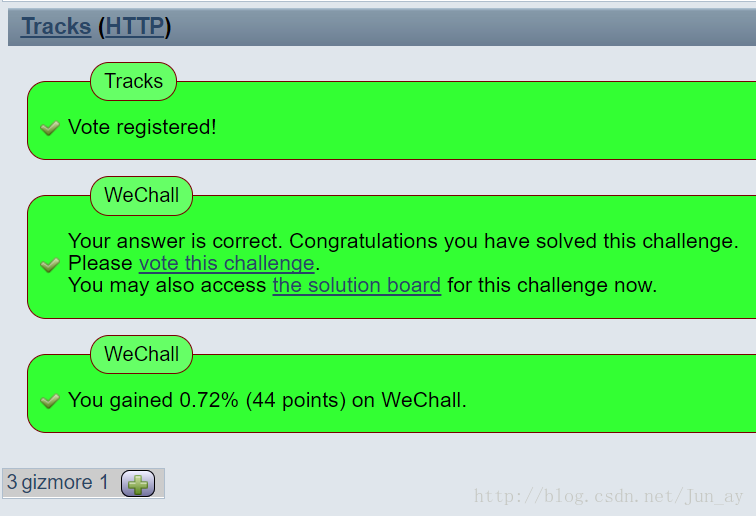 Tracks (HTTP)
Tracks
Vote registered!
WeChall
Your answer is correct. Congratulations you have solved this challenge.
Please vote this challenge.
You may also access the solution board for this challenge now.
WeChall
You gained 0.72% (44 points) on WeChall.
3 gizmore 1
http://blog.csdn.net/Jun_ay